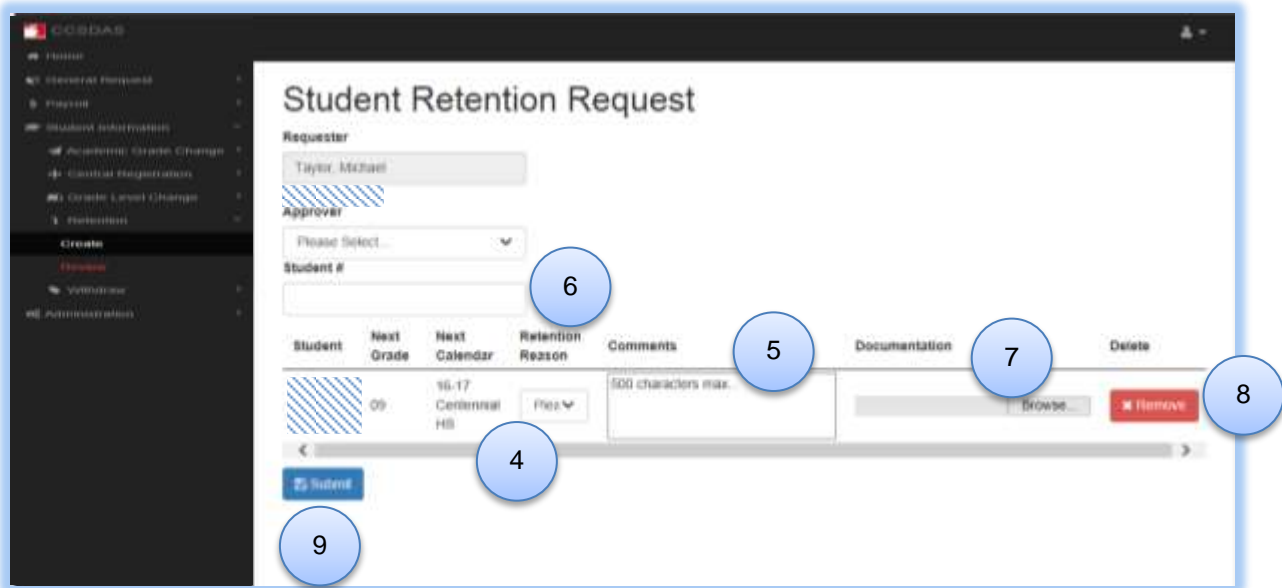 CCSDAS
Home
General Request
Payroll
Student Information
Academic Grade Change
Central Registration
Grade Level Change
Retention
Create
Review
Withdraw
Administration
Student Retention Request
Requester
Taylor, Michael
Approver
Please Select...
Student #
6
Student Next Grade Next Calendar Retention Reason Comments 5 Documentation 7 Delete
09 16-17 Centennial HS Plea 500 characters max. Browse... Remove 8
4
Submit
9